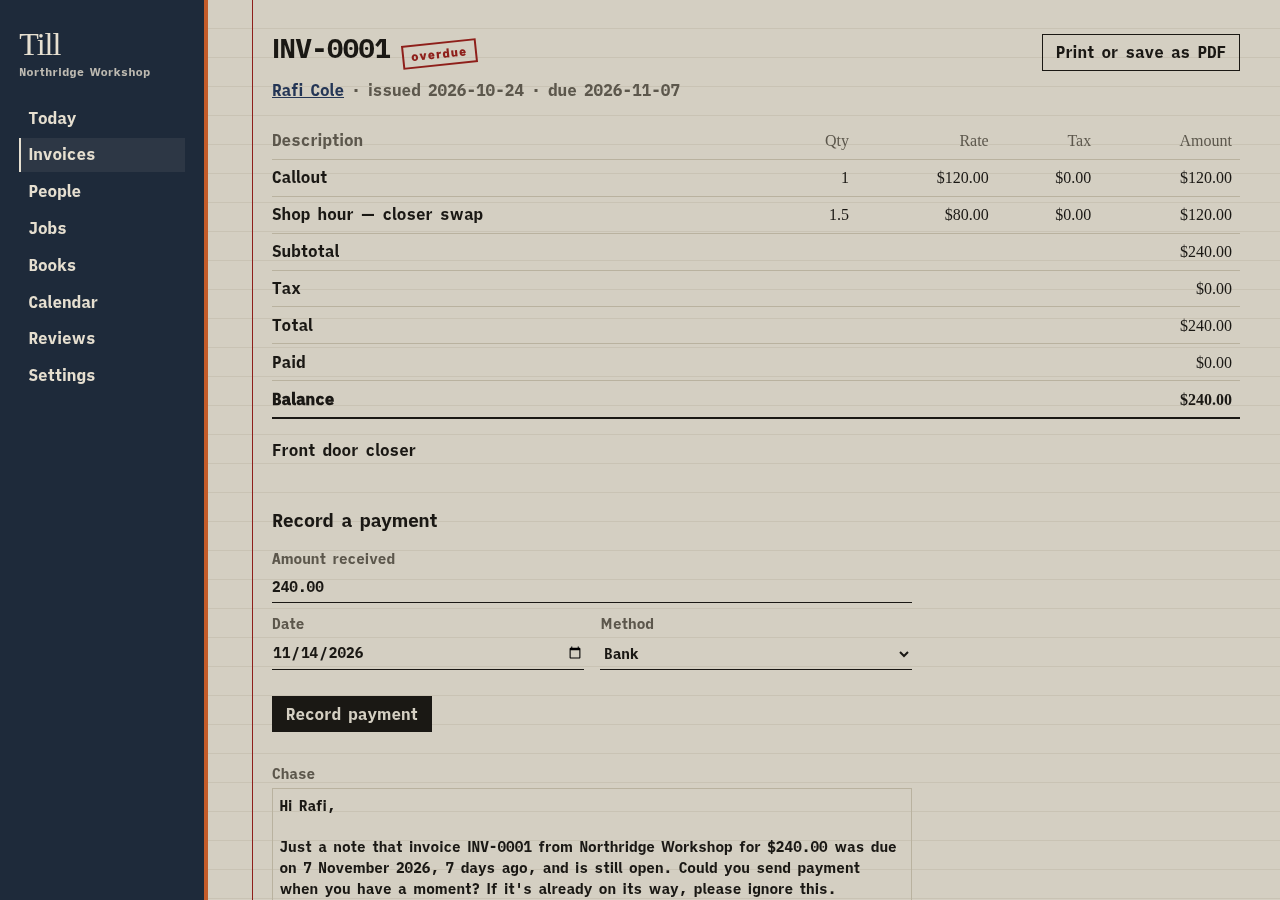 Till
Northridge Workshop
Today
Invoices
People
Jobs
Books
Calendar
Reviews
Settings
INV-0001 overdue
Print or save as PDF
Rafi Cole · issued 2026-10-24 · due 2026-11-07
Description Qty Rate Tax Amount
Callout 1 $120.00 $0.00 $120.00
Shop hour — closer swap 1.5 $80.00 $0.00 $120.00
Subtotal $240.00
Tax $0.00
Total $240.00
Paid $0.00
Balance $240.00
Front door closer
Record a payment
Amount received
240.00
Date Method
11/14/2026 Bank
Record payment
Chase
Hi Rafi,
Just a note that invoice INV-0001 from Northridge Workshop for $240.00 was due
on 7 November 2026, 7 days ago, and is still open. Could you send payment
when you have a moment? If it's already on its way, please ignore this.